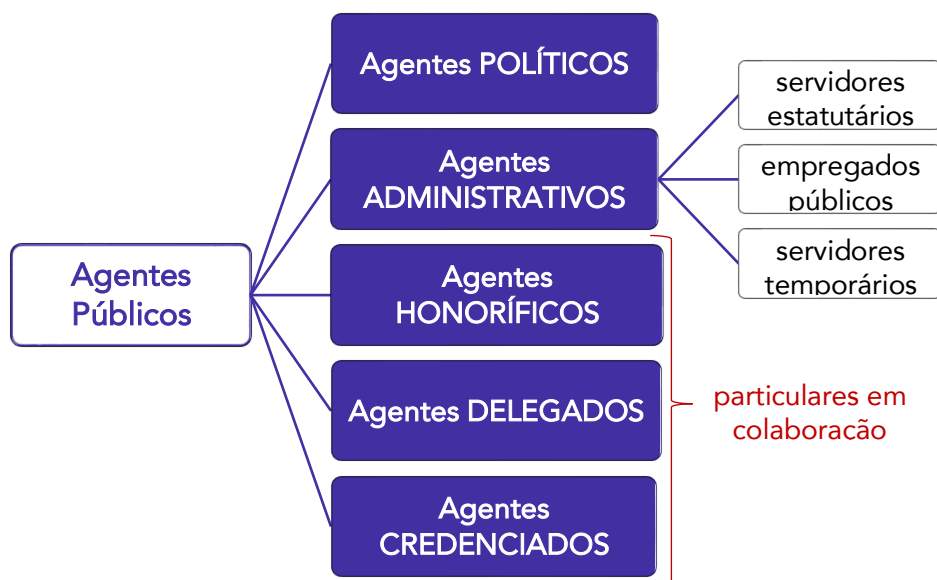 Agentes
Públicos
Agentes POLÍTICOS
Agentes
ADMINISTRATIVOS
servidores
estatutários
empregados
públicos
servidores
temporários
Agentes
HONORÍFICOS
Agentes DELEGADOS
Agentes
CREDENCIADOS
particulares em
colaboracão